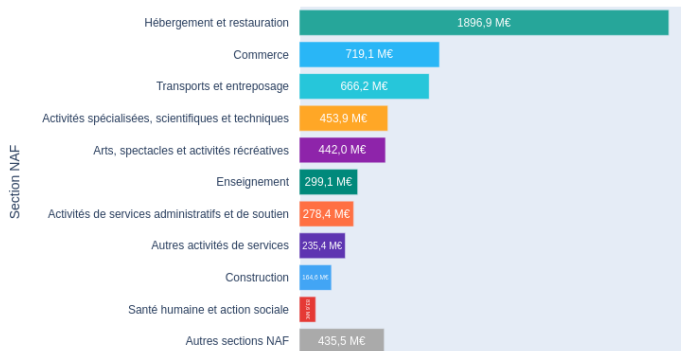 Section NAF
Hébergement et restauration 1896,9 M€
Commerce 719,1 M€
Transports et entreposage 666,2 M€
Activités spécialisées, scientifiques et techniques 453,9 M€
Arts, spectacles et activités récréatives 442,0 M€
Enseignement 299,1 M€
Activités de services administratifs et de soutien 278,4 M€
Autres activités de services 235,4 M€
Construction M€
Santé humaine et action sociale
Autres sections NAF 435,5 M€